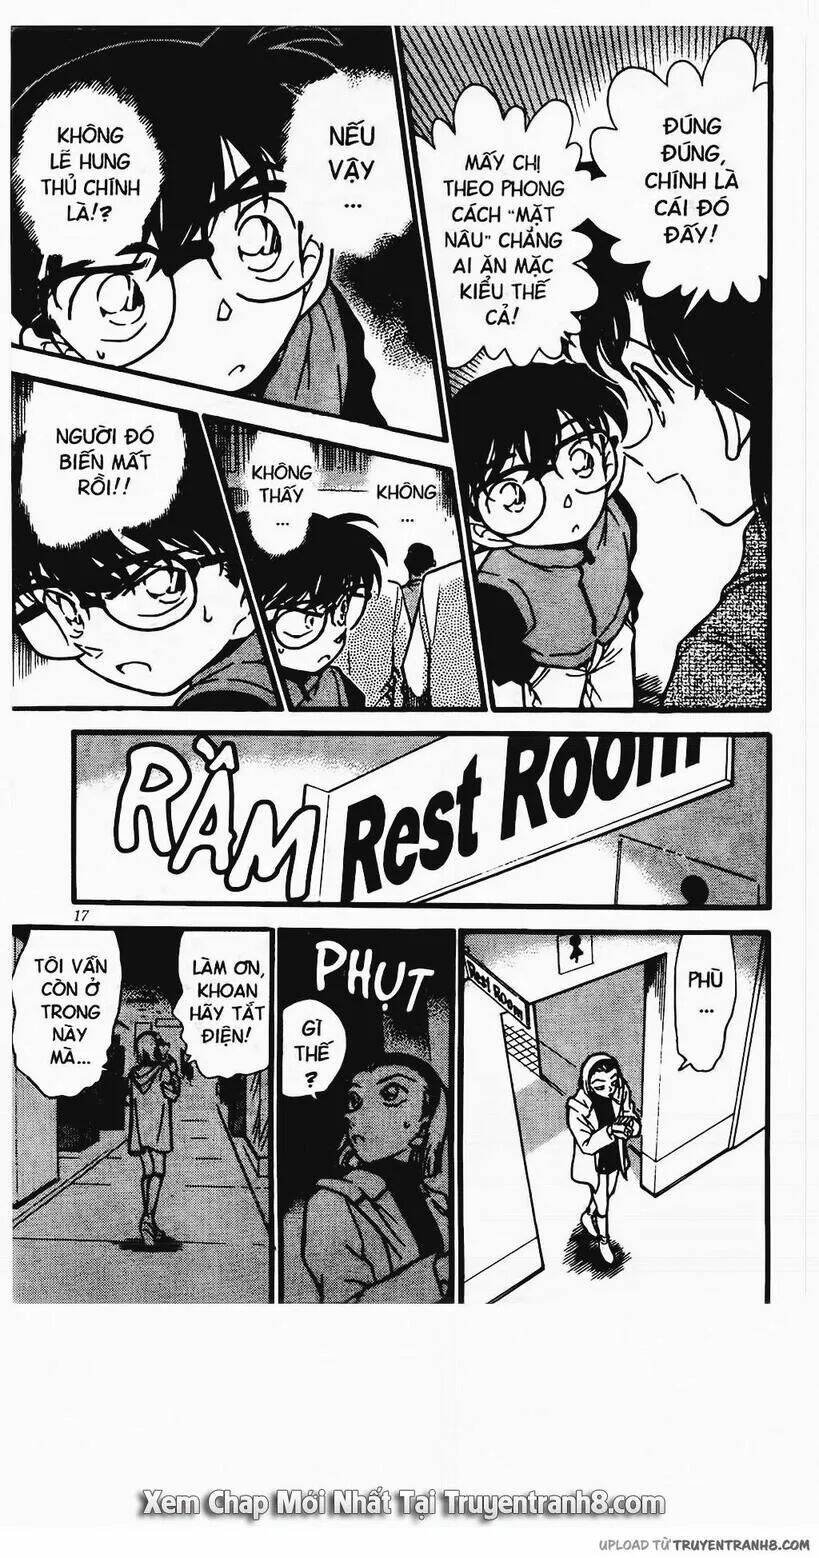 ĐÚNG
ĐÚNG,
CHÍNH LÀ
CÁI ĐÓ
ĐẤY!
MẤY CHỊ
THEO PHONG
CÁCH "MẶT
NÂU" CHẲNG
AI ĂN MẶC
KIỂU THẾ
CẢ!
NẾU
VẬY
...
KHÔNG
LẼ HUNG
THỦ CHÍNH
LÀ!?
KHÔNG
...
KHÔNG
THẤY
...
NGƯỜI ĐÓ
BIẾN MẤT
RỒI!!
RẦM
Rest Room
17
PHÙ
...
Rest Room
PHỤT
GÌ
THẾ
?
LÀM ƠN,
KHOAN
HÃY TẮT
ĐIỆN!
TÔI VẪN
CÒN Ở
TRONG
NÀY
MÀ...
Xem Chap Mới Nhất Tại Truyentranh8.com
UPLOAD TỪ TRUYENTRANH8.COM